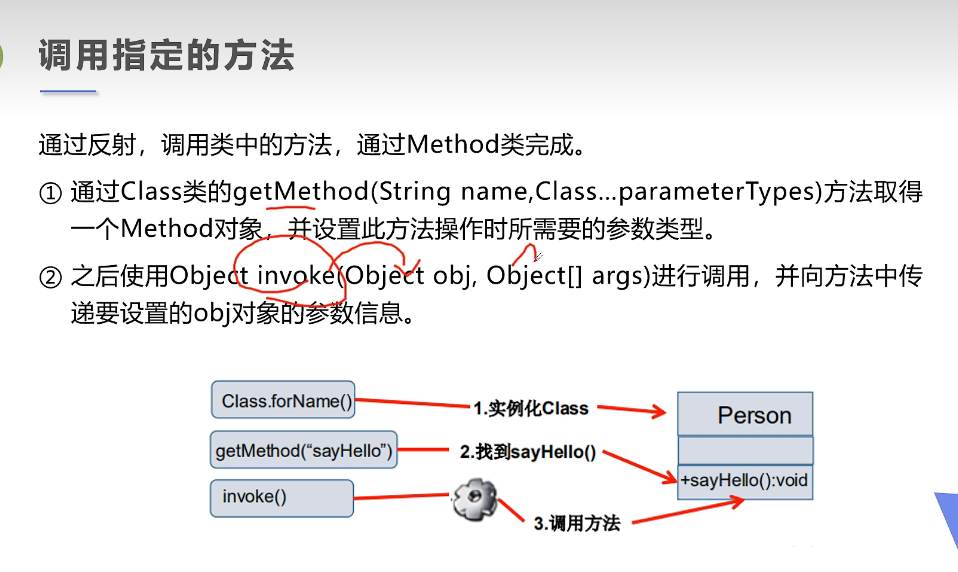 调用指定的方法
通过反射，调用类中的方法，通过Method类完成。
① 通过Class类的getMethod(String name,Class…parameterTypes)方法取得
一个Method对象，并设置此方法操作时所需要的参数类型。
② 之后使用Object invoke(Object obj, Object[] args)进行调用，并向方法中传
递要设置的obj对象的参数信息。
Class.forName()
1.实例化Class
Person
getMethod(“sayHello”)
2.找到sayHello()
+sayHello():void
invoke()
3.调用方法